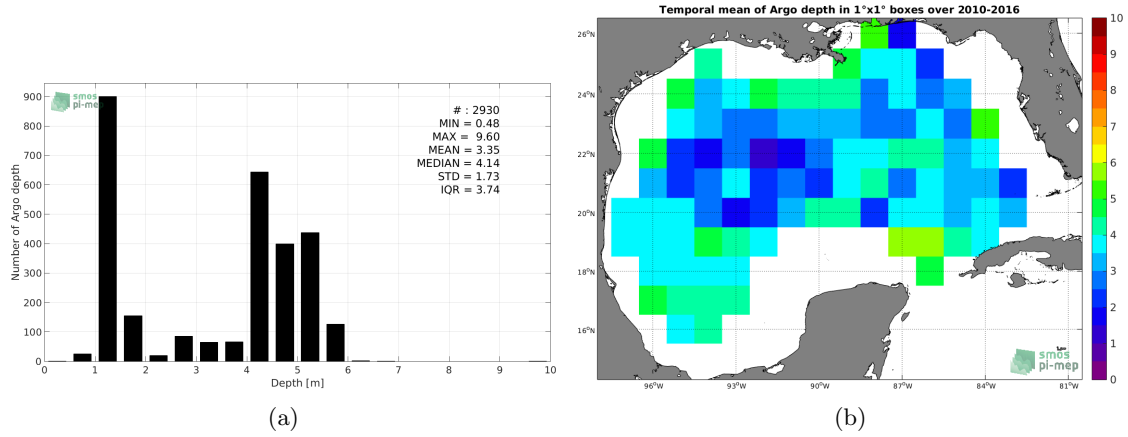 smos
pi-mep
# : 2930
MIN = 0.48
MAX = 9.60
MEAN = 3.35
MEDIAN = 4.14
STD = 1.73
IQR = 3.74
Number of Argo depth
900
800
700
600
500
400
300
200
100
0
0 1 2 3 4 5 6 7 8 9 10
Depth [m]
(a)
Temporal mean of Argo depth in 1°x1° boxes over 2010-2016
26°N
24°N
22°N
20°N
18°N
16°N
96°W 93°W 90°W 87°W 84°W 81°W
10
9
8
7
6
5
4
3
2
1
0
smos
pi-mep
(b)